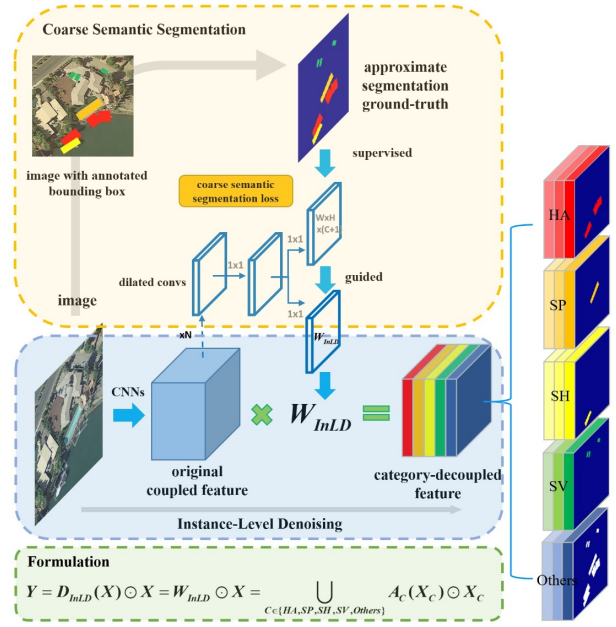 Coarse Semantic Segmentation
approximate
segmentation
ground-truth
image with annotated
bounding box
supervised
coarse semantic
segmentation loss
WxH
x(C+1
1x1
1x1
dilated convs
guided
1x1
image
xN
W_InLD
CNNs
W_InLD
original
coupled feature
category-decoupled
feature
Instance-Level Denoising
HA
SP
SH
SV
Others
Formulation
Y = D_InLD(X) ⊙ X = W_InLD ⊙ X = ⋃_{C∈{HA,SP,SH,SV,Others}} A_C(X_C) ⊙ X_C